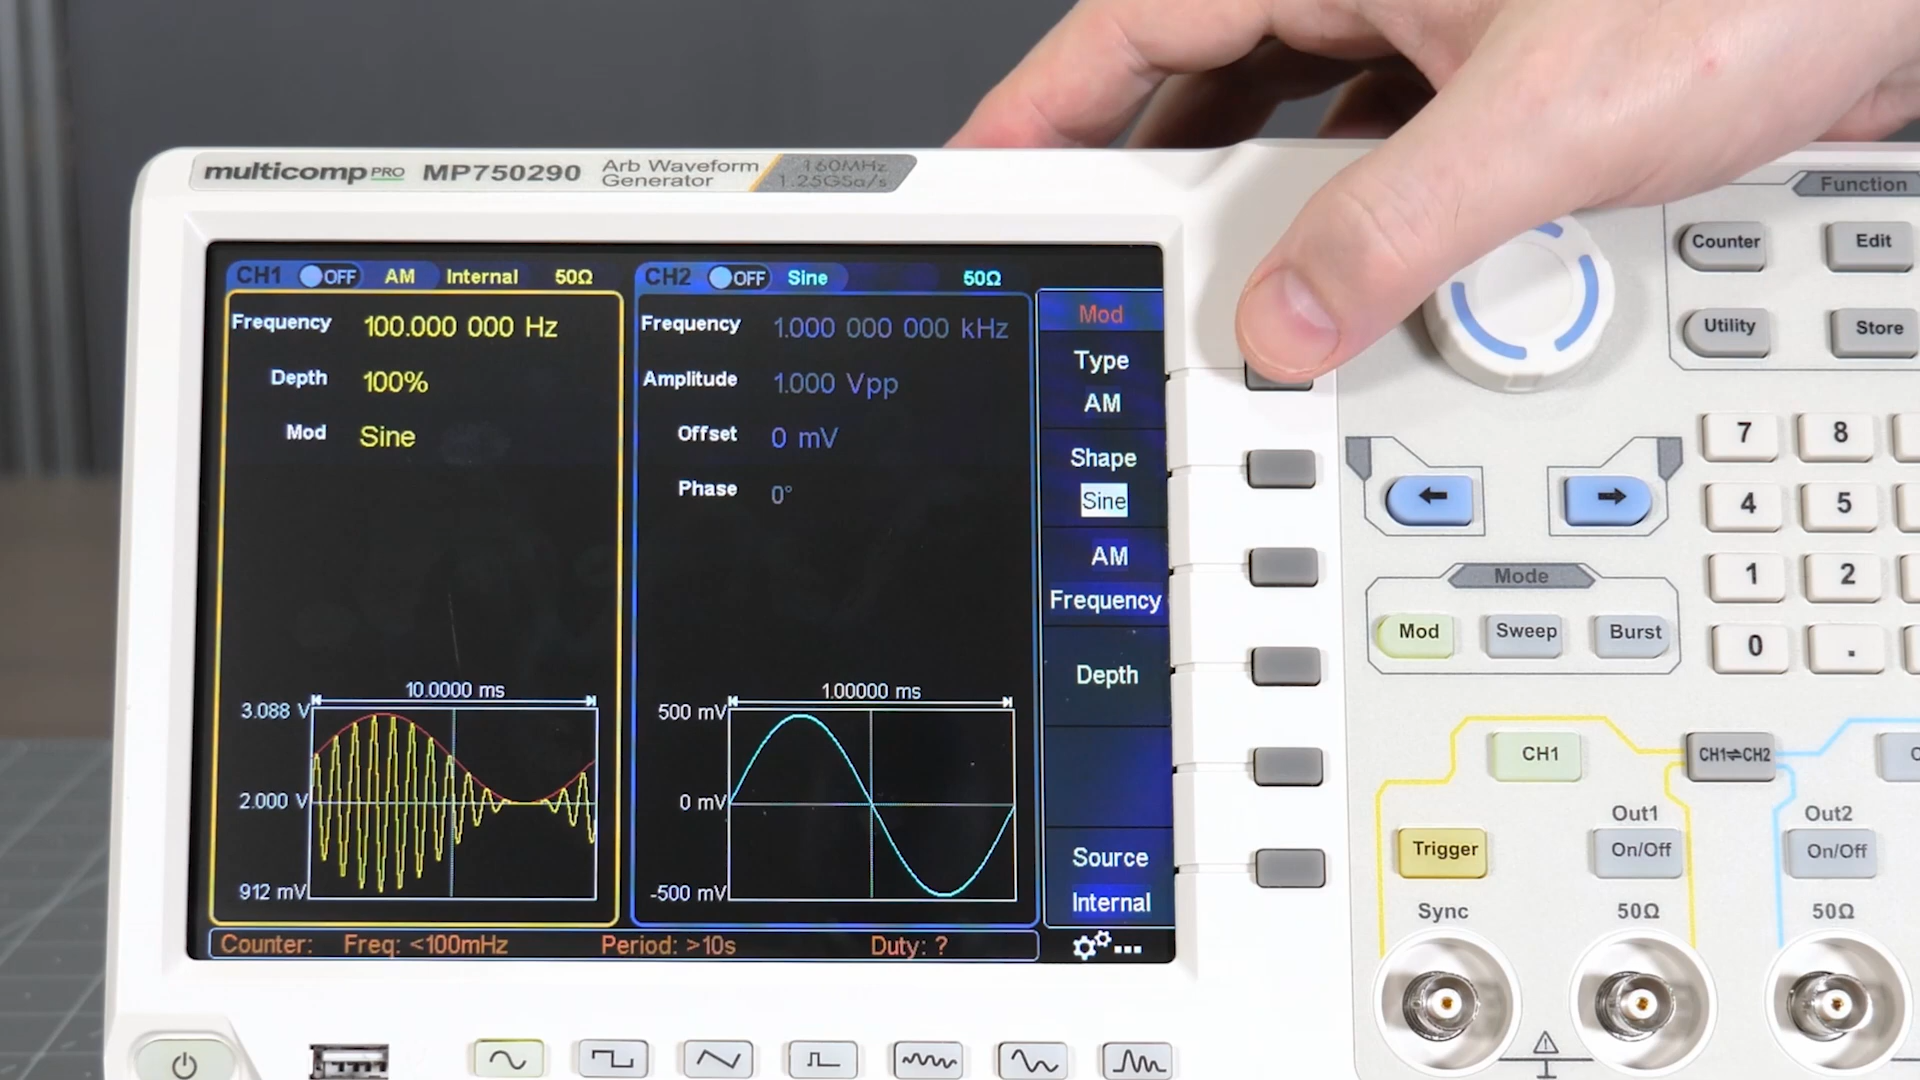 multicomp PRO MP750290 Arb Waveform Generator 160MHz 1.25GSa/s
CH1 OFF AM Internal 50Ω
Frequency 100.000 000 Hz
Depth 100%
Mod Sine
10.0000 ms
3.088 V
2.000 V
912 mV
CH2 OFF Sine 50Ω
Frequency 1.000 000 000 kHz
Amplitude 1.000 Vpp
Offset 0 mV
Phase 0°
1.00000 ms
500 mV
0 mV
-500 mV
Mod
Type
AM
Shape
Sine
AM
Frequency
Depth
Source
Internal
Counter: Freq: <100mHz Period: >10s Duty: ?
Function
Counter Edit
Utility Store
7 8
4 5
1 2
0 .
Mode
Mod Sweep Burst
CH1 CH1⇌CH2
Out1 Out2
Trigger On/Off On/Off
Sync 50Ω 50Ω